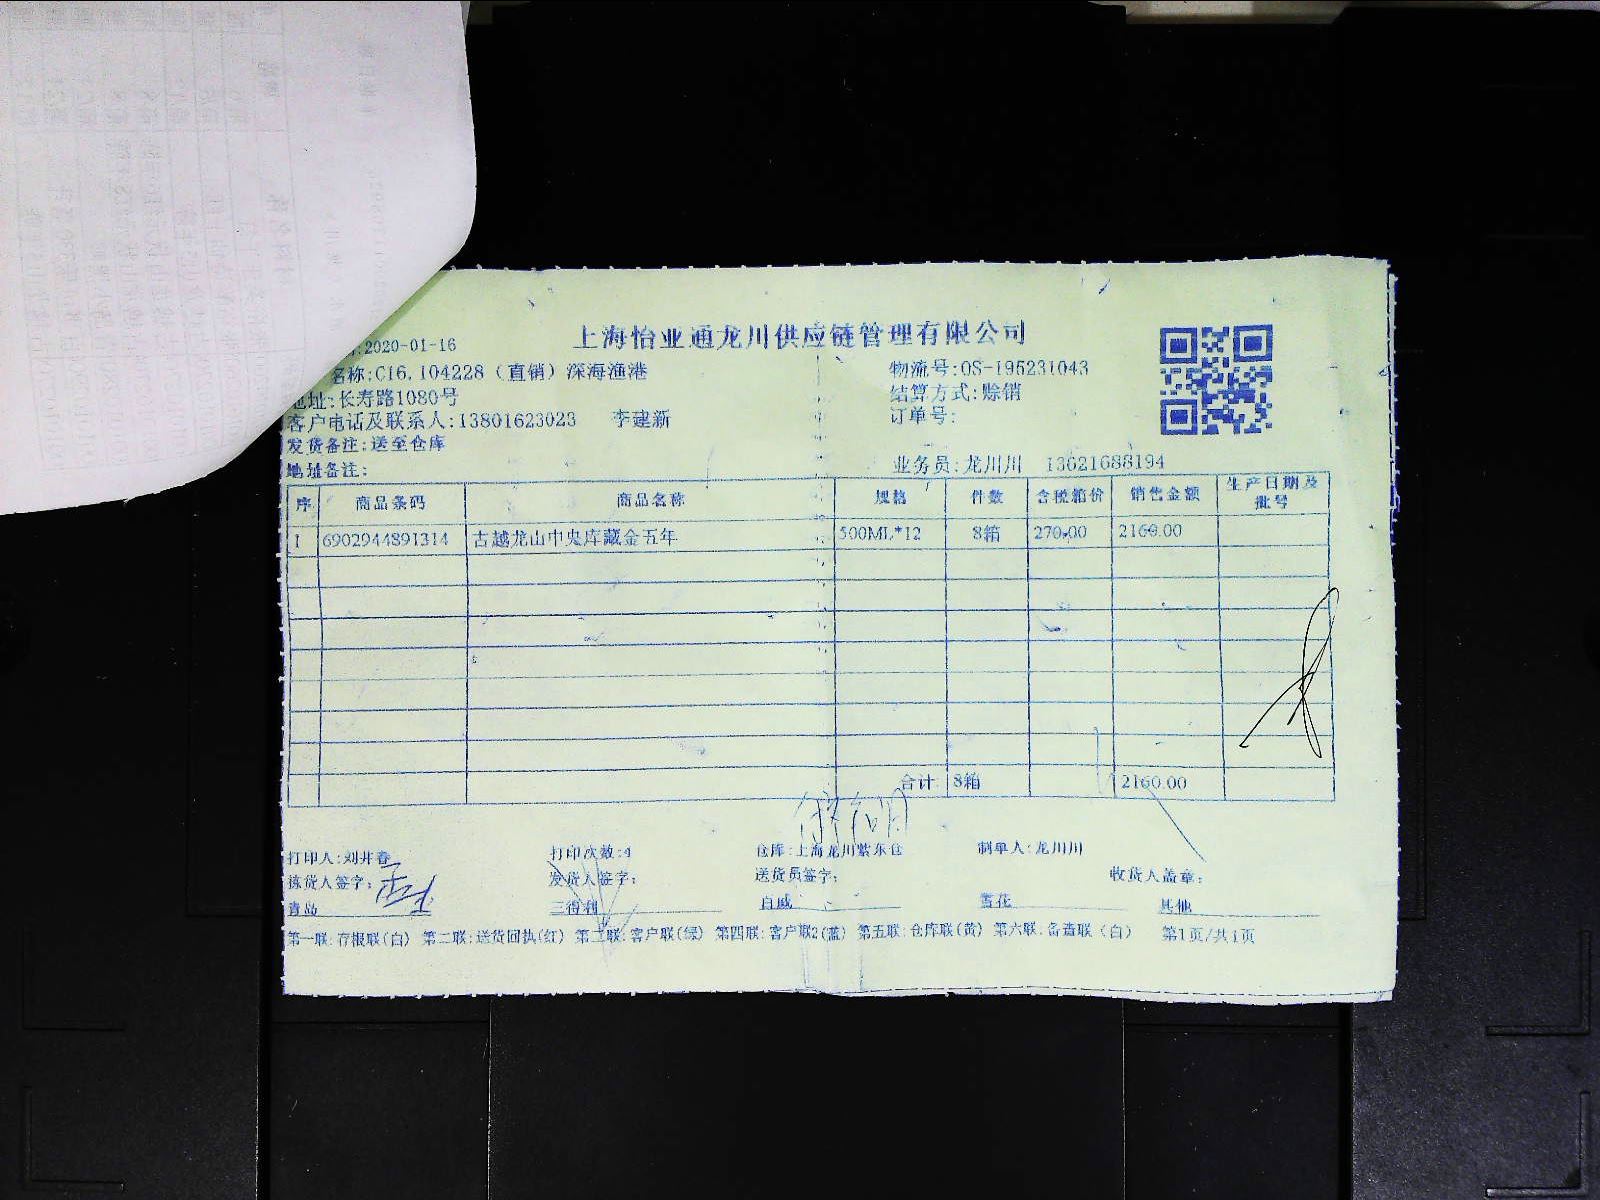 上海怡业通龙川供应链管理有限公司
:2020-01-16
名称:C16.104228（直销）深海渔港
物流号:OS-195231043
地址:长寿路1080号
结算方式:赊销
客户电话及联系人:13801623023 李建新
订单号:
发货备注:送至仓库
地址备注:
业务员:龙川川 13621688194
序 商品条码 商品名称 规格 件数 含税箱价 销售金额 生产日期及批号
1 6902944891314 古越龙山中央库藏金五年 500ML*12 8箱 270.00 2160.00
合计 8箱 2160.00
打印人:刘井春 打印次数:4 仓库:上海龙川紫东仓 制单人:龙川川
拣货人签字: 发货人签字: 送货员签字: 收货人盖章:
青岛 三得利 百威 雪花 其他
第一联:存根联(白) 第二联:送货回执(红) 第三联:客户联(绿) 第四联:客户联2(蓝) 第五联:仓库联(黄) 第六联:备查联(白) 第1页/共1页